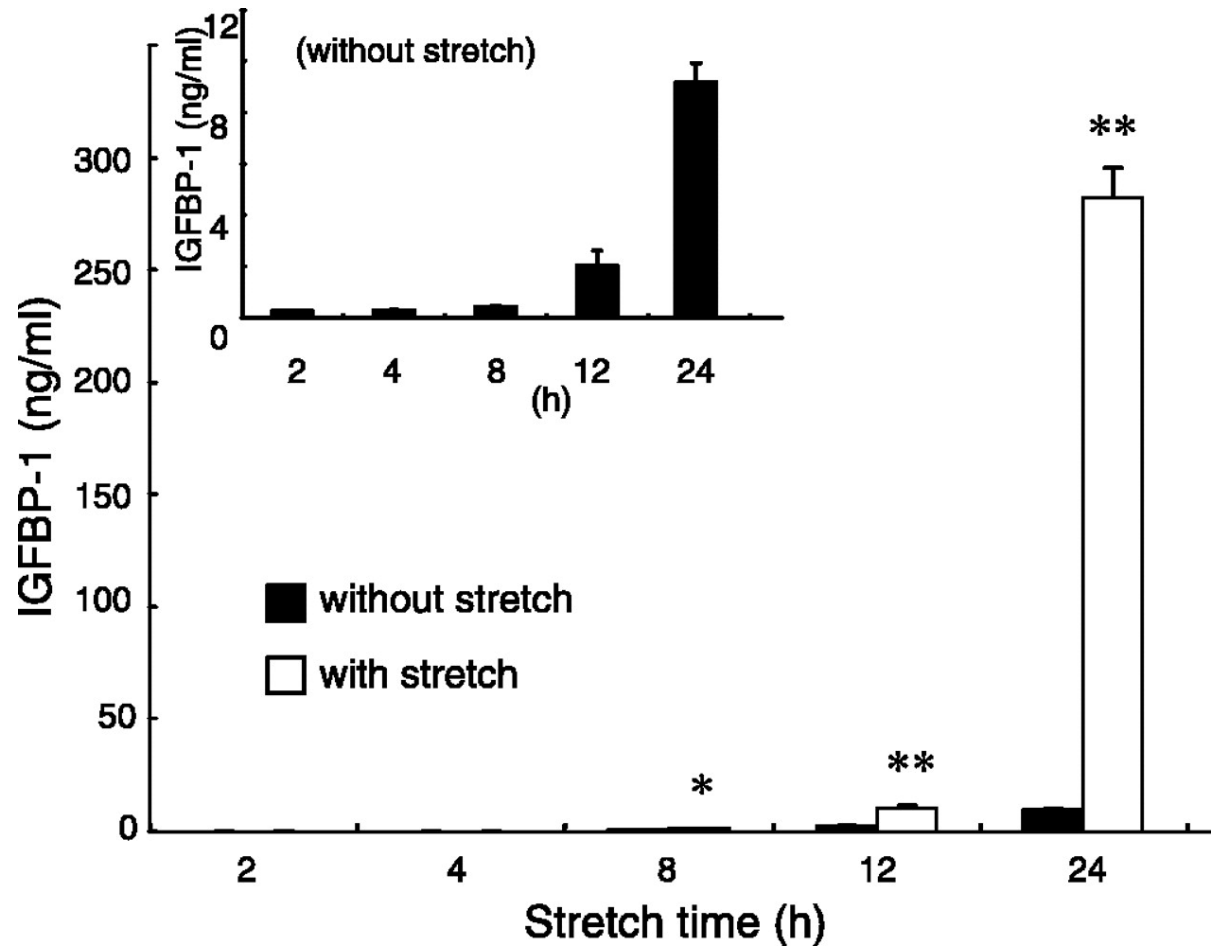 12
8
4
0
IGFBP-1 (ng/ml)
(without stretch)
2 4 8 12 24
(h)
300
250
200
150
100
50
0
IGFBP-1 (ng/ml)
without stretch
with stretch
*
**
**
2 4 8 12 24
Stretch time (h)